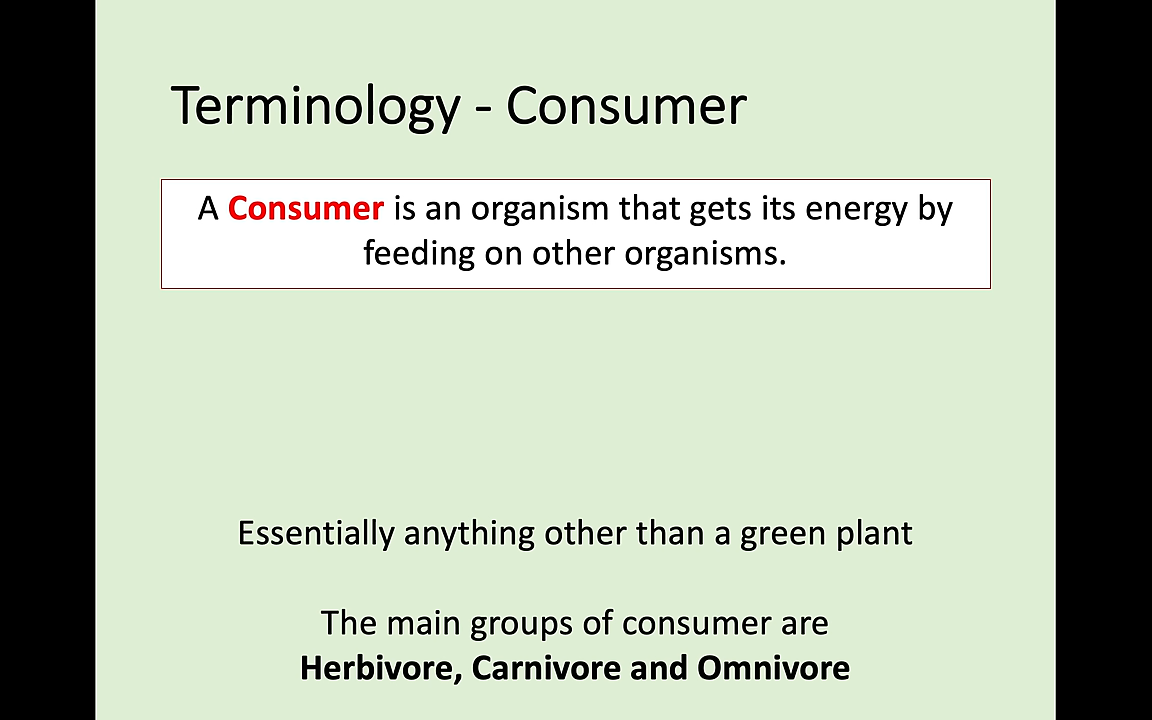 Terminology - Consumer
A Consumer is an organism that gets its energy by
feeding on other organisms.
Essentially anything other than a green plant
The main groups of consumer are
Herbivore, Carnivore and Omnivore